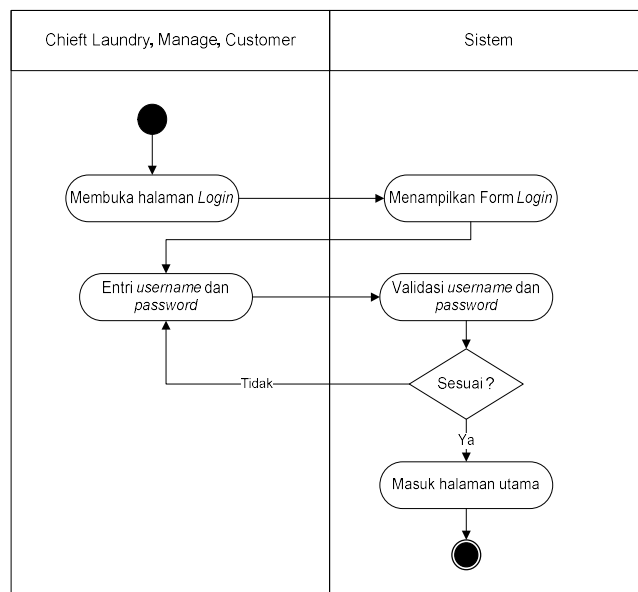 Chieft Laundry, Manage, Customer
Sistem
Membuka halaman Login
Menampilkan Form Login
Entri username dan
password
Validasi username dan
password
Sesuai ?
Tidak
Ya
Masuk halaman utama